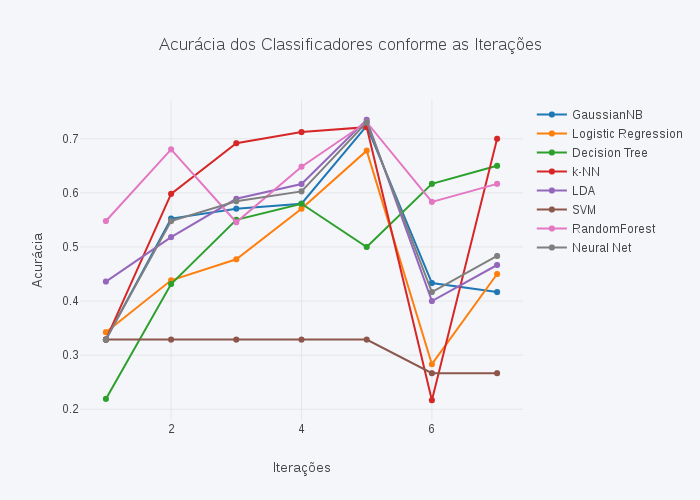 Acurácia dos Classificadores conforme as Iterações
GaussianNB
Logistic Regression
Decision Tree
k-NN
LDA
SVM
RandomForest
Neural Net
0.7
0.6
0.5
0.4
0.3
0.2
Acurácia
2
4
6
Iterações